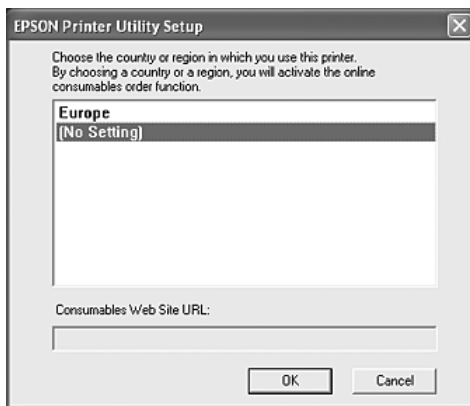 EPSON Printer Utility Setup
Choose the country or region in which you use this printer.
By choosing a country or a region, you will activate the online
consumables order function.
Europe
(No Setting)
Consumables Web Site URL:
OK
Cancel